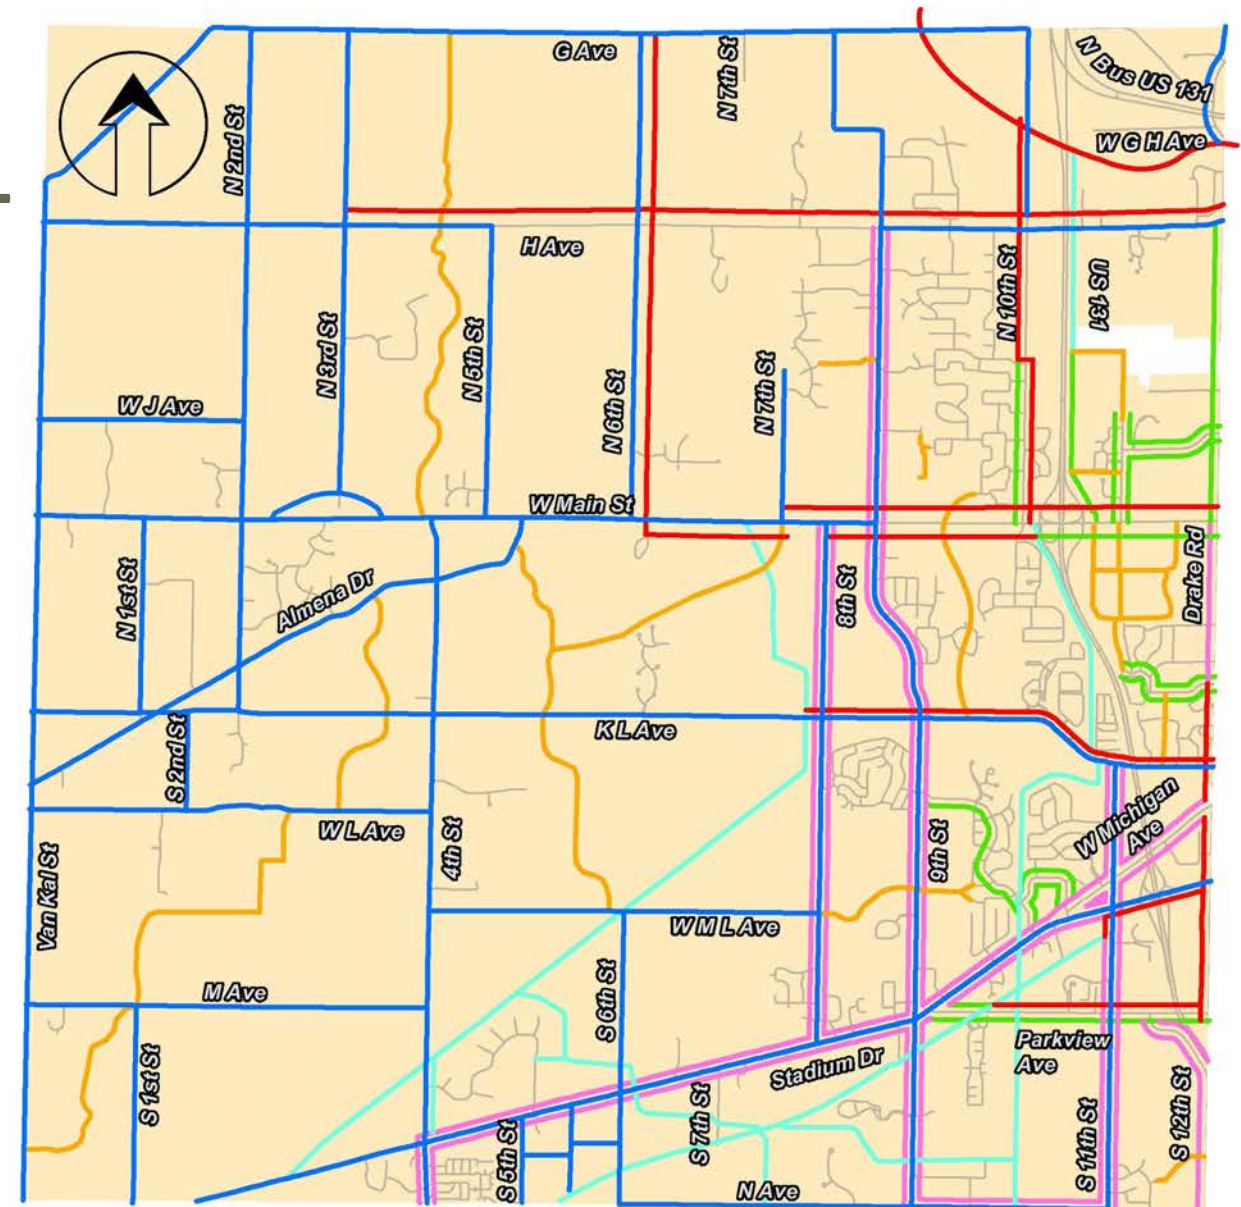 G Ave
N 7th St
N Bus US 131
W G H Ave
N 2nd St
H Ave
N 10th St
US 131
N 3rd St
N 5th St
N 6th St
N 7th St
W J Ave
W Main St
N 1st St
Almena Dr
8th St
Drake Rd
K L Ave
S 2nd St
W L Ave
4th St
9th St
W Michigan
Ave
Van Kal St
W M L Ave
M Ave
S 6th St
Stadium Dr
Parkview
Ave
S 1st St
S 5th St
S 7th St
S 11th St
S 12th St
N Ave